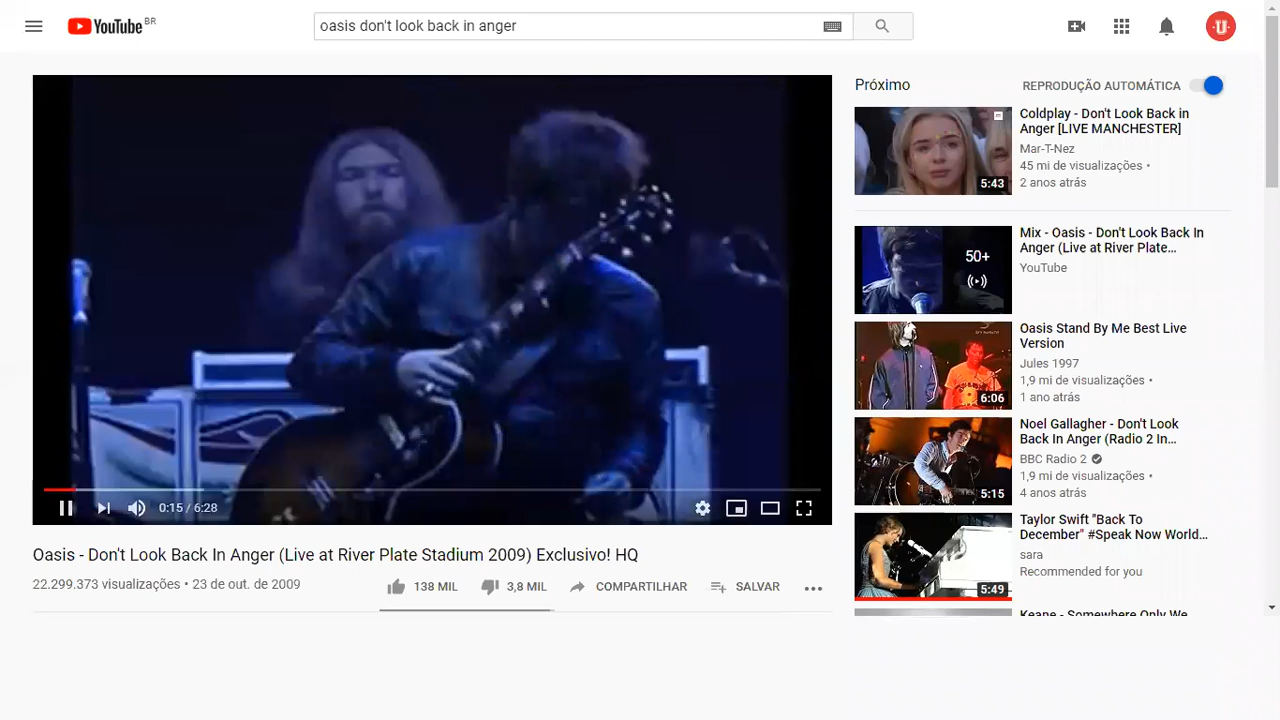 YouTube BR
oasis don't look back in anger
Próximo
REPRODUÇÃO AUTOMÁTICA
Coldplay - Don't Look Back in
Anger [LIVE MANCHESTER]
Mar-T-Nez
45 mi de visualizações •
2 anos atrás
5:43
Mix - Oasis - Don't Look Back In
Anger (Live at River Plate...
YouTube
50+
Oasis Stand By Me Best Live
Version
Jules 1997
1,9 mi de visualizações •
1 ano atrás
6:06
Noel Gallagher - Don't Look
Back In Anger (Radio 2 In...
BBC Radio 2
1,9 mi de visualizações •
4 anos atrás
5:15
Taylor Swift "Back To
December" #Speak Now World...
sara
Recommended for you
5:49
Keane - Somewhere Only We
0:15 / 6:28
Oasis - Don't Look Back In Anger (Live at River Plate Stadium 2009) Exclusivo! HQ
22.299.373 visualizações • 23 de out. de 2009
138 MIL
3,8 MIL
COMPARTILHAR
SALVAR